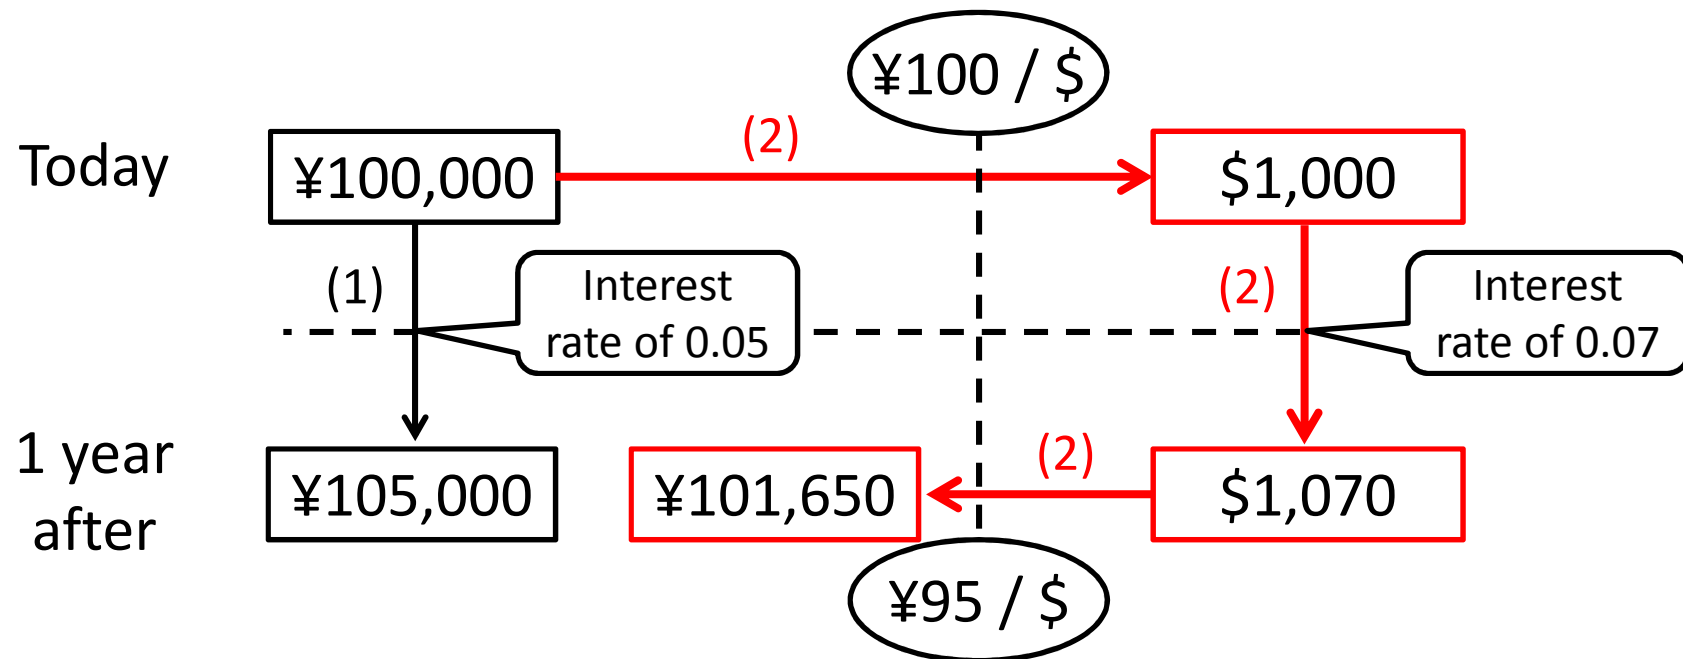 ¥100 / $
(2)
Today
¥100,000
$1,000
(1)
Interest
rate of 0.05
(2)
Interest
rate of 0.07
1 year
after
¥105,000
¥101,650
(2)
$1,070
¥95 / $